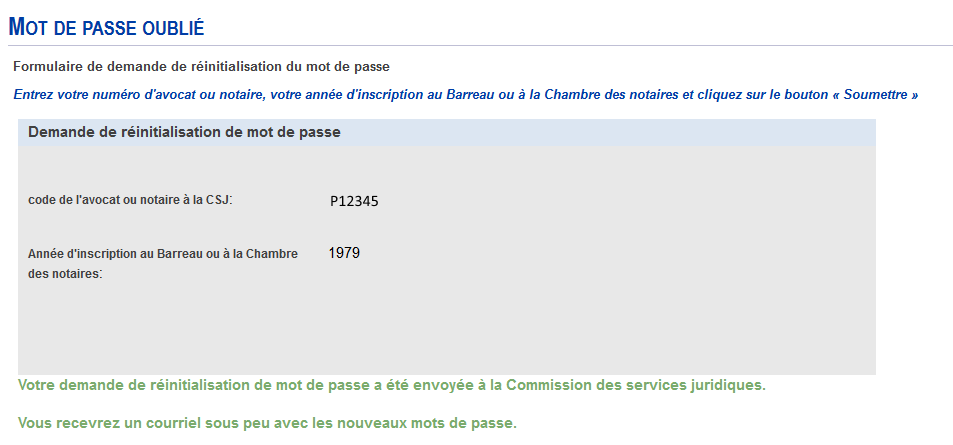 MOT DE PASSE OUBLIÉ
Formulaire de demande de réinitialisation du mot de passe
Entrez votre numéro d'avocat ou notaire, votre année d'inscription au Barreau ou à la Chambre des notaires et cliquez sur le bouton « Soumettre »
Demande de réinitialisation de mot de passe
code de l'avocat ou notaire à la CSJ: P12345
Année d'inscription au Barreau ou à la Chambre 1979
des notaires:
Votre demande de réinitialisation de mot de passe a été envoyée à la Commission des services juridiques.
Vous recevrez un courriel sous peu avec les nouveaux mots de passe.